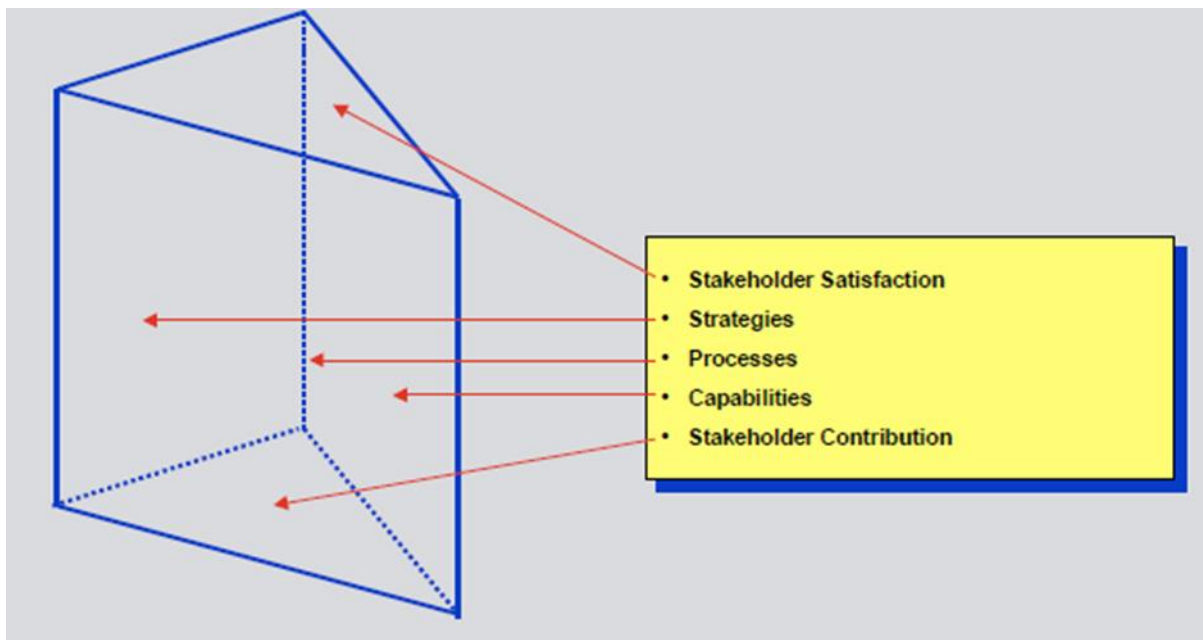 • Stakeholder Satisfaction
• Strategies
• Processes
• Capabilities
• Stakeholder Contribution